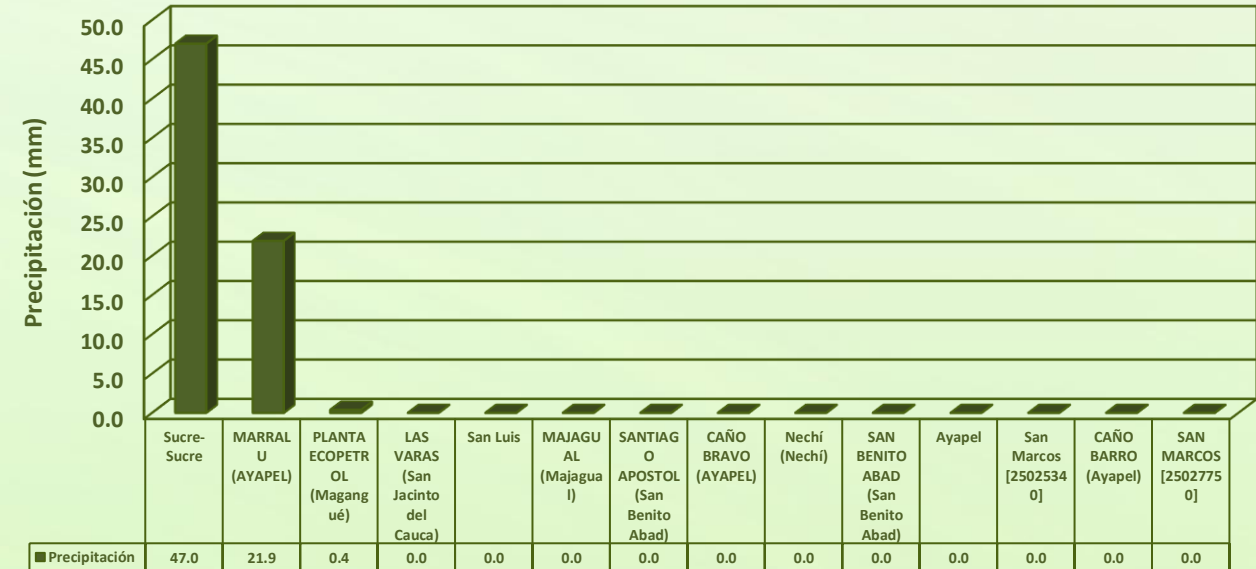 Precipitación (mm)
50.0
45.0
40.0
35.0
30.0
25.0
20.0
15.0
10.0
5.0
0.0
Sucre-
Sucre
MARRAL
U
(AYAPEL)
PLANTA
ECOPETR
OL
(Magang
ué)
LAS
VARAS
(San
Jacinto
del
Cauca)
San Luis
MAJAGU
AL
(Majagua
l)
SANTIAG
O
APOSTOL
(San
Benito
Abad)
CAÑO
BRAVO
(AYAPEL)
Nechí
(Nechí)
SAN
BENITO
ABAD
(San
Benito
Abad)
Ayapel
San
Marcos
[2502534
0]
CAÑO
BARRO
(Ayapel)
SAN
MARCOS
[2502775
0]
Precipitación 47.0 21.9 0.4 0.0 0.0 0.0 0.0 0.0 0.0 0.0 0.0 0.0 0.0 0.0